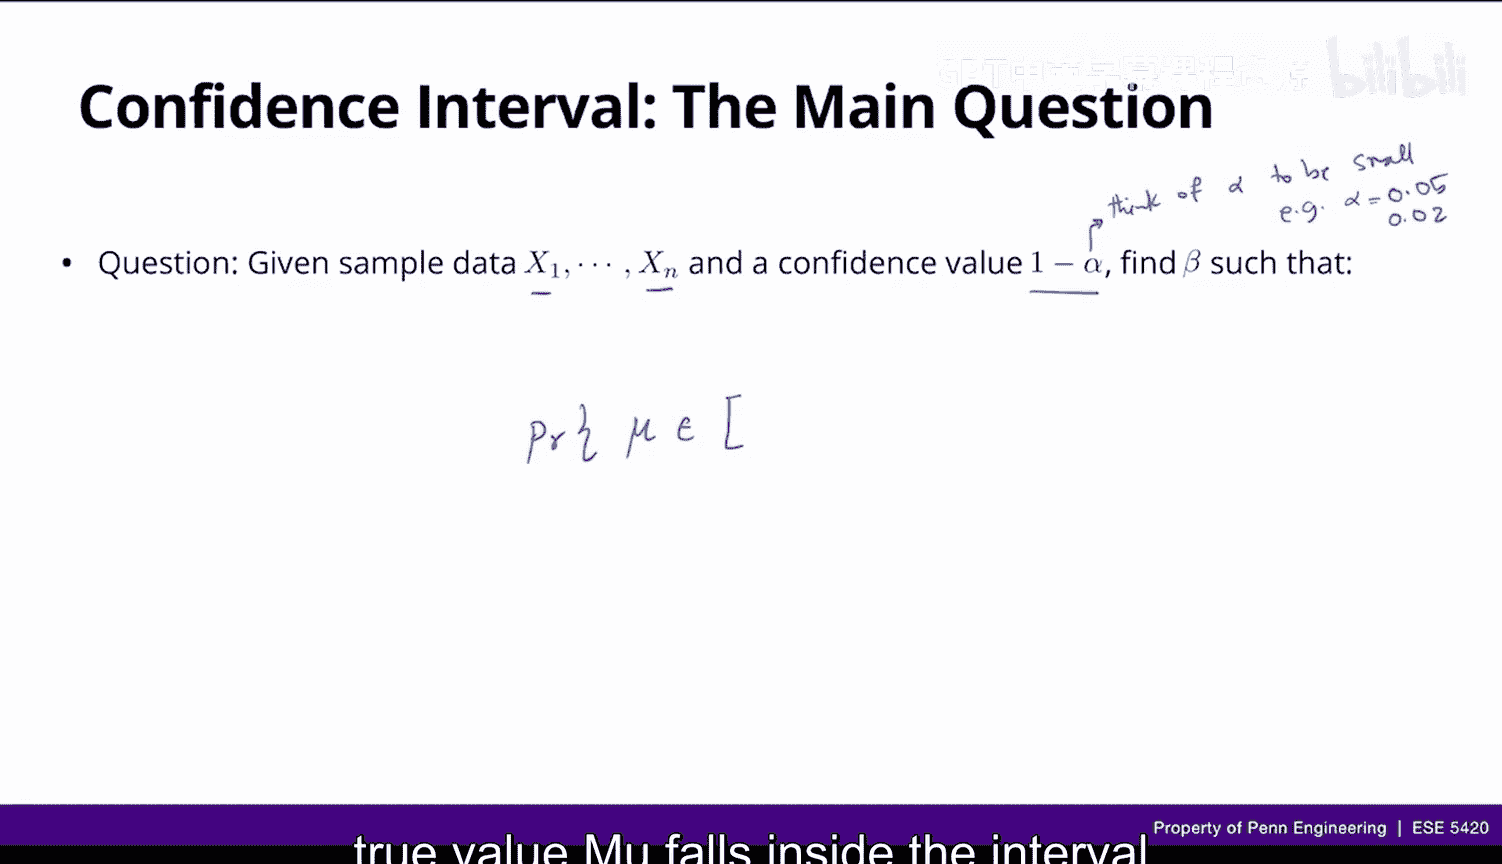 bilibili
Confidence Interval: The Main Question
think of α to be small
e.g. α = 0.05
0.02
• Question: Given sample data X₁, ⋯ , Xₙ and a confidence value 1 − α, find β such that:
Pr{ μ ∈ [
Property of Penn Engineering | ESE 5420
true value Mu falls inside the interval